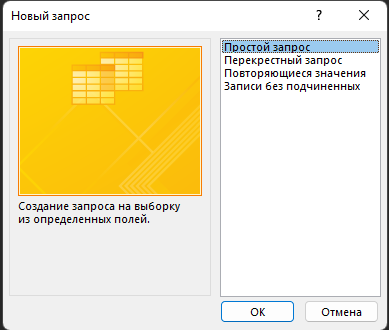 Новый запрос
?
Простой запрос
Перекрестный запрос
Повторяющиеся значения
Записи без подчиненных
Создание запроса на выборку
из определенных полей.
ОК
Отмена